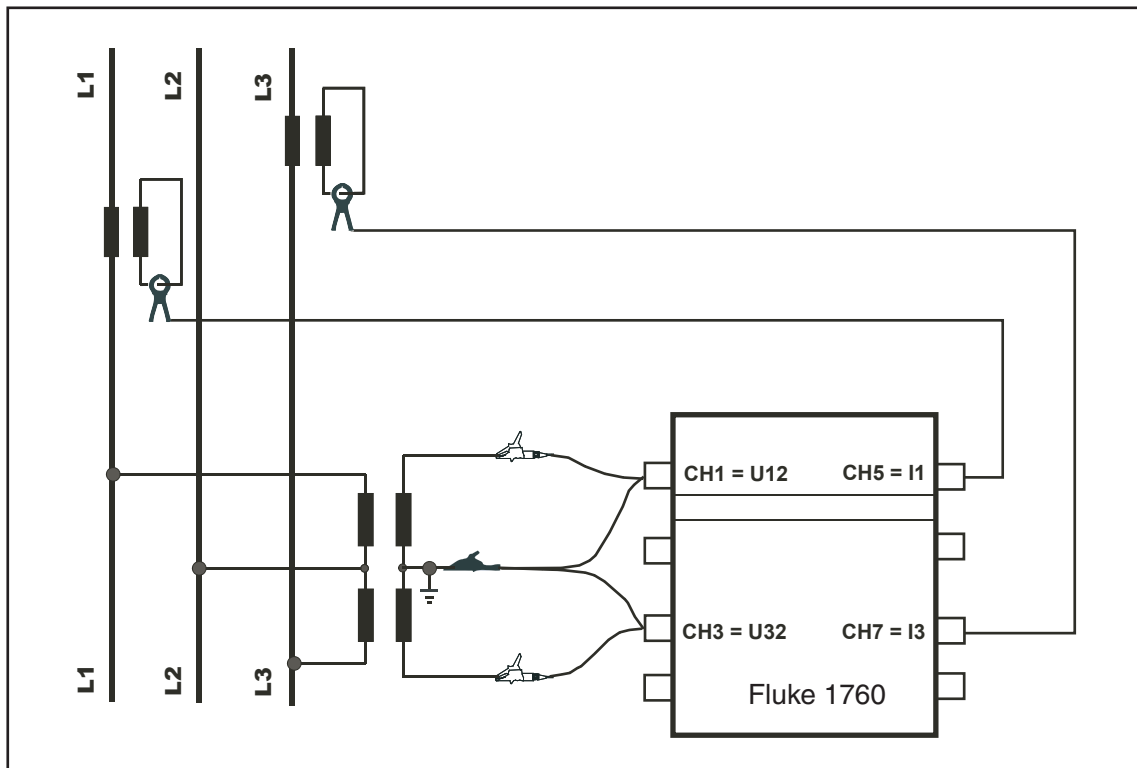 L1
L2
L3
CH1 = U12
CH5 = I1
CH3 = U32
CH7 = I3
Fluke 1760
L1
L2
L3